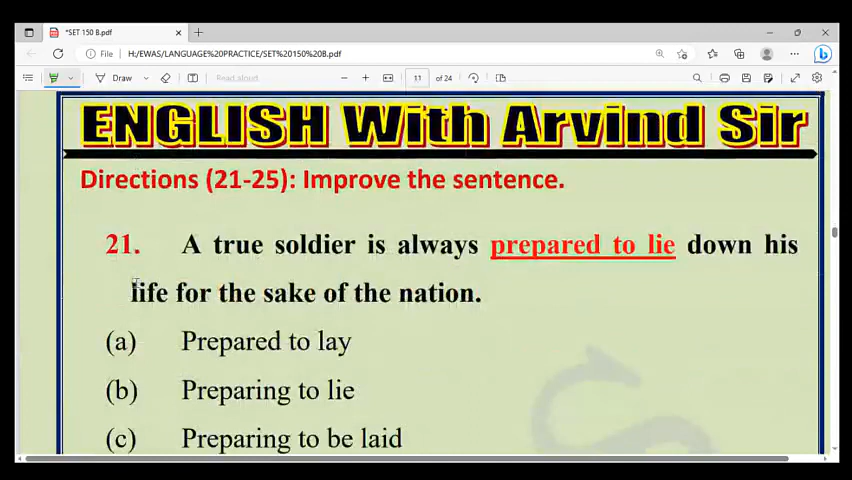 *SET 150 B.pdf
File H:/EWAS/LANGUAGE%20PRACTICE/SET%20150%20B.pdf
Draw Read aloud 11 of 24
ENGLISH With Arvind Sir
Directions (21-25): Improve the sentence.
21. A true soldier is always prepared to lie down his
life for the sake of the nation.
(a) Prepared to lay
(b) Preparing to lie
(c) Preparing to be laid